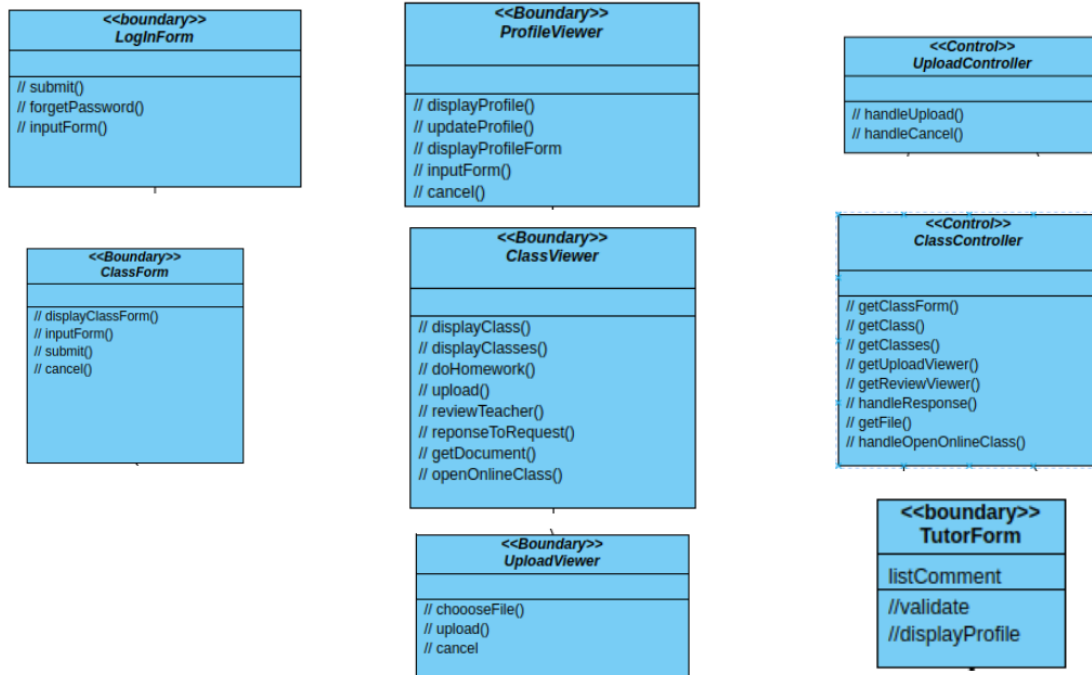 <<boundary>>
LogInForm
// submit()
// forgetPassword()
// inputForm()
<<Boundary>>
ProfileViewer
// displayProfile()
// updateProfile()
// displayProfileForm
// inputForm()
// cancel()
<<Control>>
UploadController
// handleUpload()
// handleCancel()
<<Boundary>>
ClassForm
// displayClassForm()
// inputForm()
// submit()
// cancel()
<<Boundary>>
ClassViewer
// displayClass()
// displayClasses()
// doHomework()
// upload()
// reviewTeacher()
// reponseToRequest()
// getDocument()
// openOnlineClass()
<<Control>>
ClassController
// getClassForm()
// getClass()
// getClasses()
// getUploadViewer()
// getReviewViewer()
// handleResponse()
// getFile()
// handleOpenOnlineClass()
<<Boundary>>
UploadViewer
// choooseFile()
// upload()
// cancel
<<boundary>>
TutorForm
listComment
//validate
//displayProfile